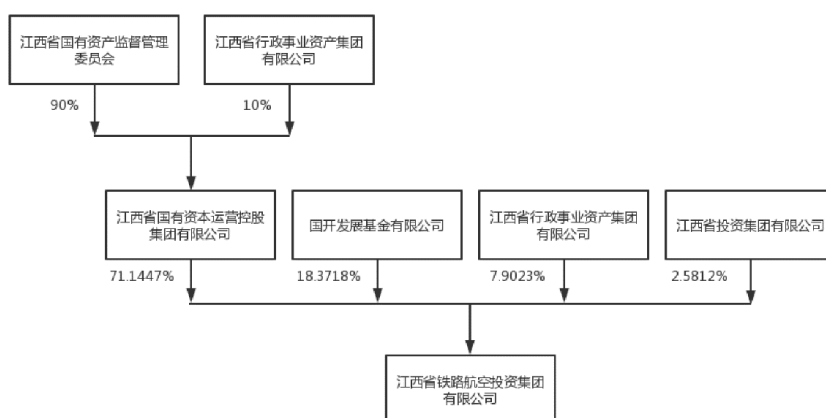 江西省国有资产监督管理
委员会
江西省行政事业资产集团
有限公司
90%
10%
江西省国有资本运营控股
集团有限公司
国开发展基金有限公司
江西省行政事业资产集团
有限公司
江西省投资集团有限公司
71.1447%
18.3718%
7.9023%
2.5812%
江西省铁路航空投资集团
有限公司